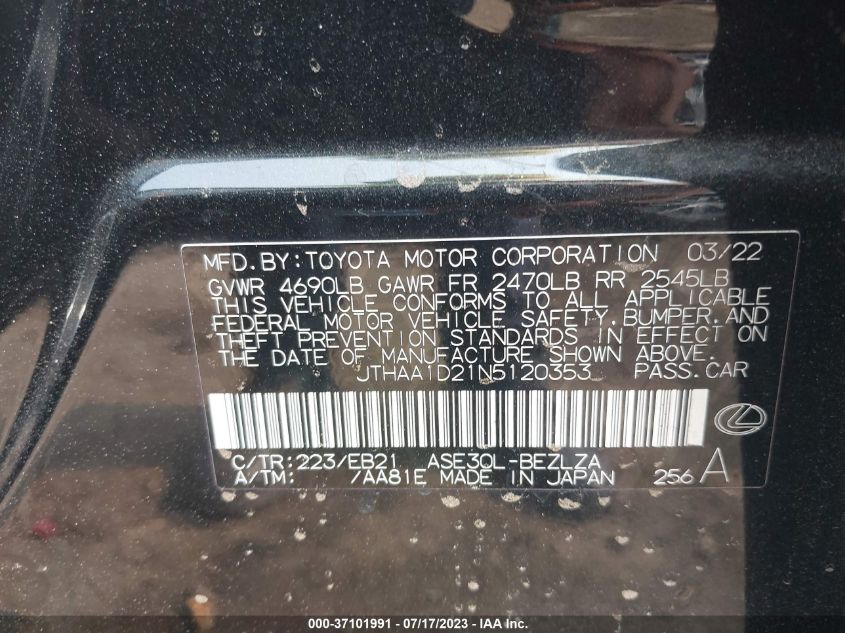 MFD.BY:TOYOTA MOTOR CORPORATION 03/22
GVWR 4690LB GAWR FR 2470LB RR 2545LB
THIS VEHICLE CONFORMS TO ALL APPLICABLE
FEDERAL MOTOR VEHICLE SAFETY,BUMPER,AND
THEFT PREVENTION STANDARDS IN EFFECT ON
THE DATE OF MANUFACTURE SHOWN ABOVE.
JTHAA1D21N5120353 PASS.CAR
C/TR:223/EB21 ASE30L-BEZLZA
A/TM: /AA81E MADE IN JAPAN 256 A
000-37101991 | 07/17/2023 | IAA Inc.